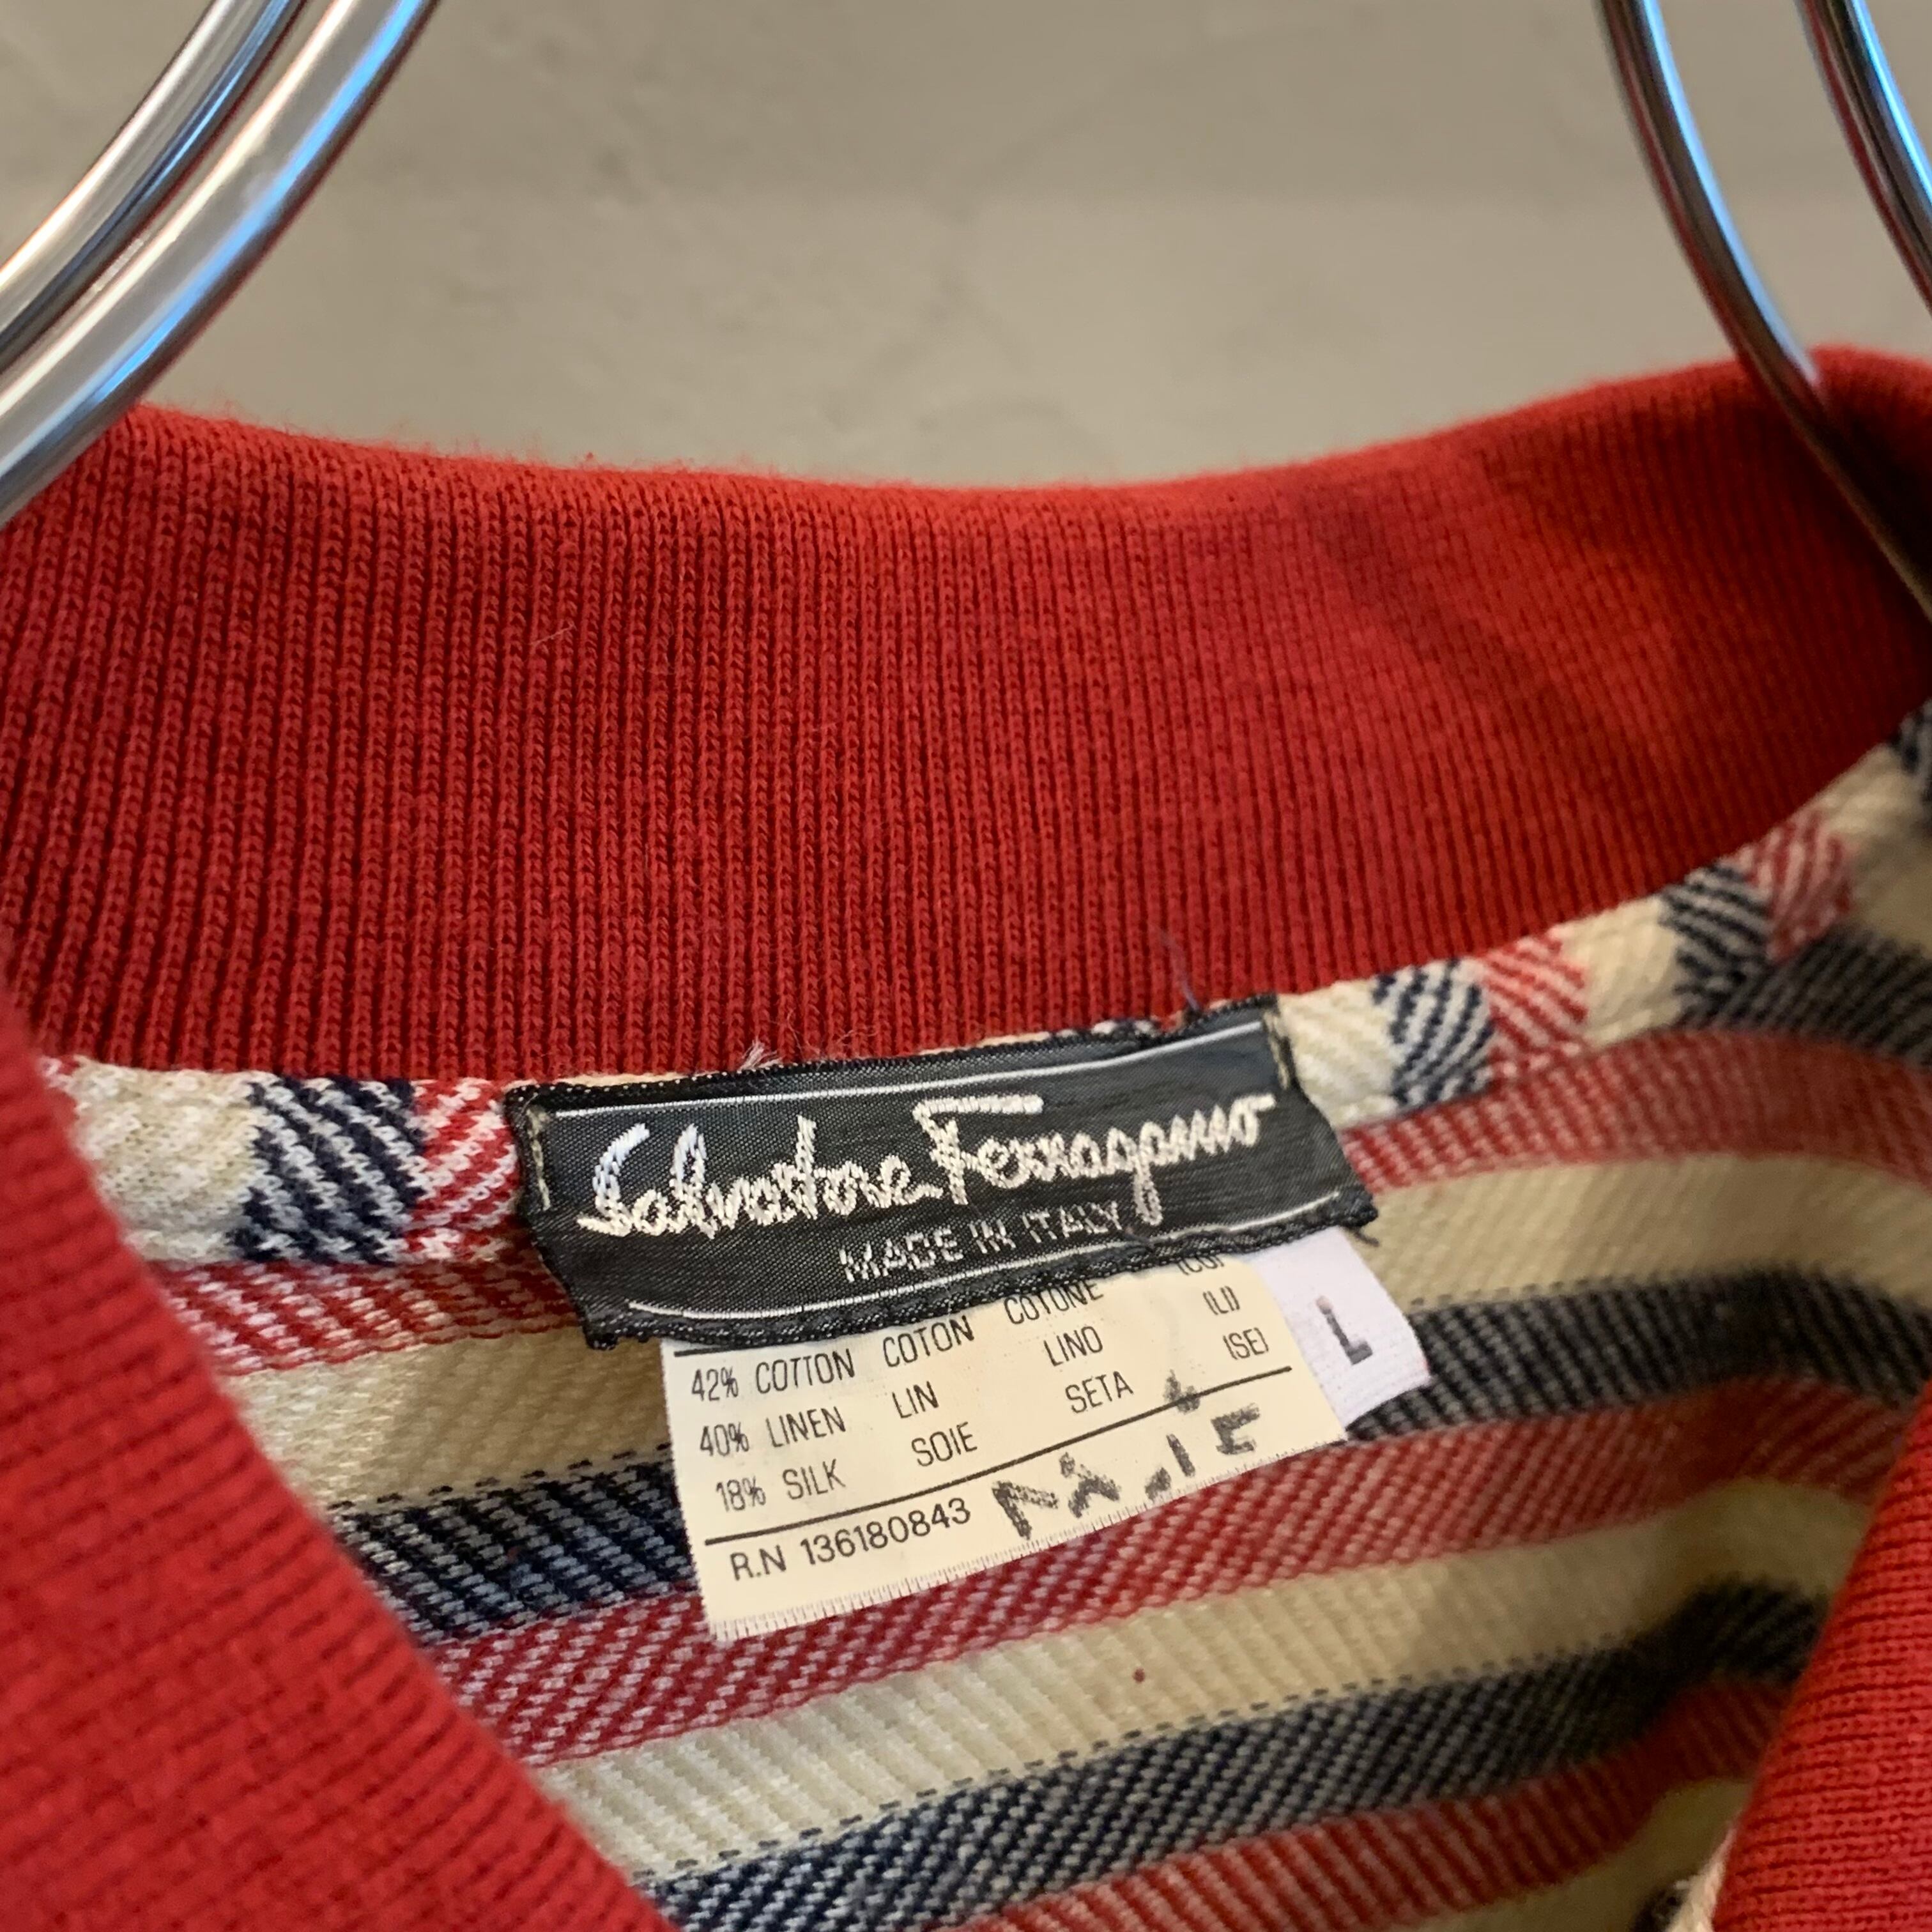 Salvatore Ferragamo
MADE IN ITALY
42% COTTON COTON COTONE (CO)
40% LINEN LIN LINO (LI)
18% SILK SOIE SETA (SE)
R.N 136180843
L